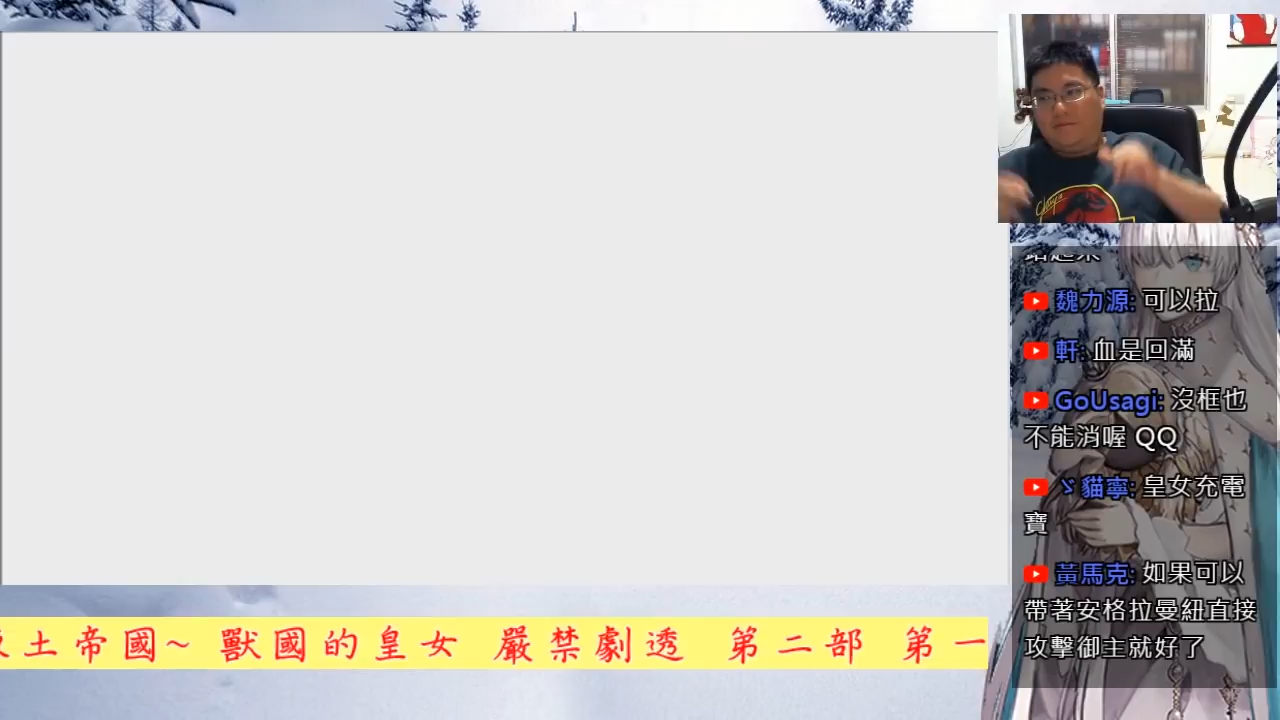 土帝國~ 獸國的皇女 嚴禁劇透 第二部 第一
魏力源: 可以拉
軒: 血是回滿
GoUsagi: 沒框也
不能消喔 QQ
ゞ貓寧: 皇女充電
寶
黃馬克: 如果可以
帶著安格拉曼紐直接
攻擊御主就好了